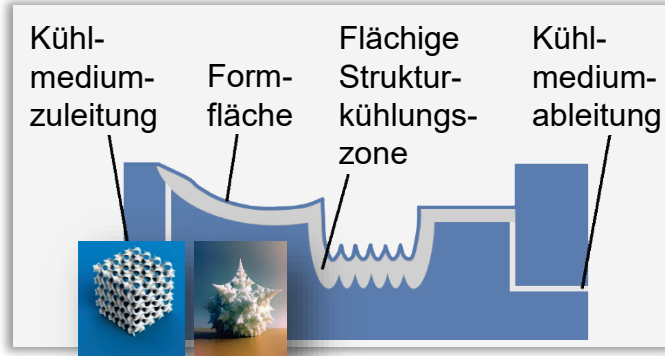 Kühl-
medium-
zuleitung
Form-
fläche
Flächige
Struktur-
kühlungs-
zone
Kühl-
medium-
ableitung